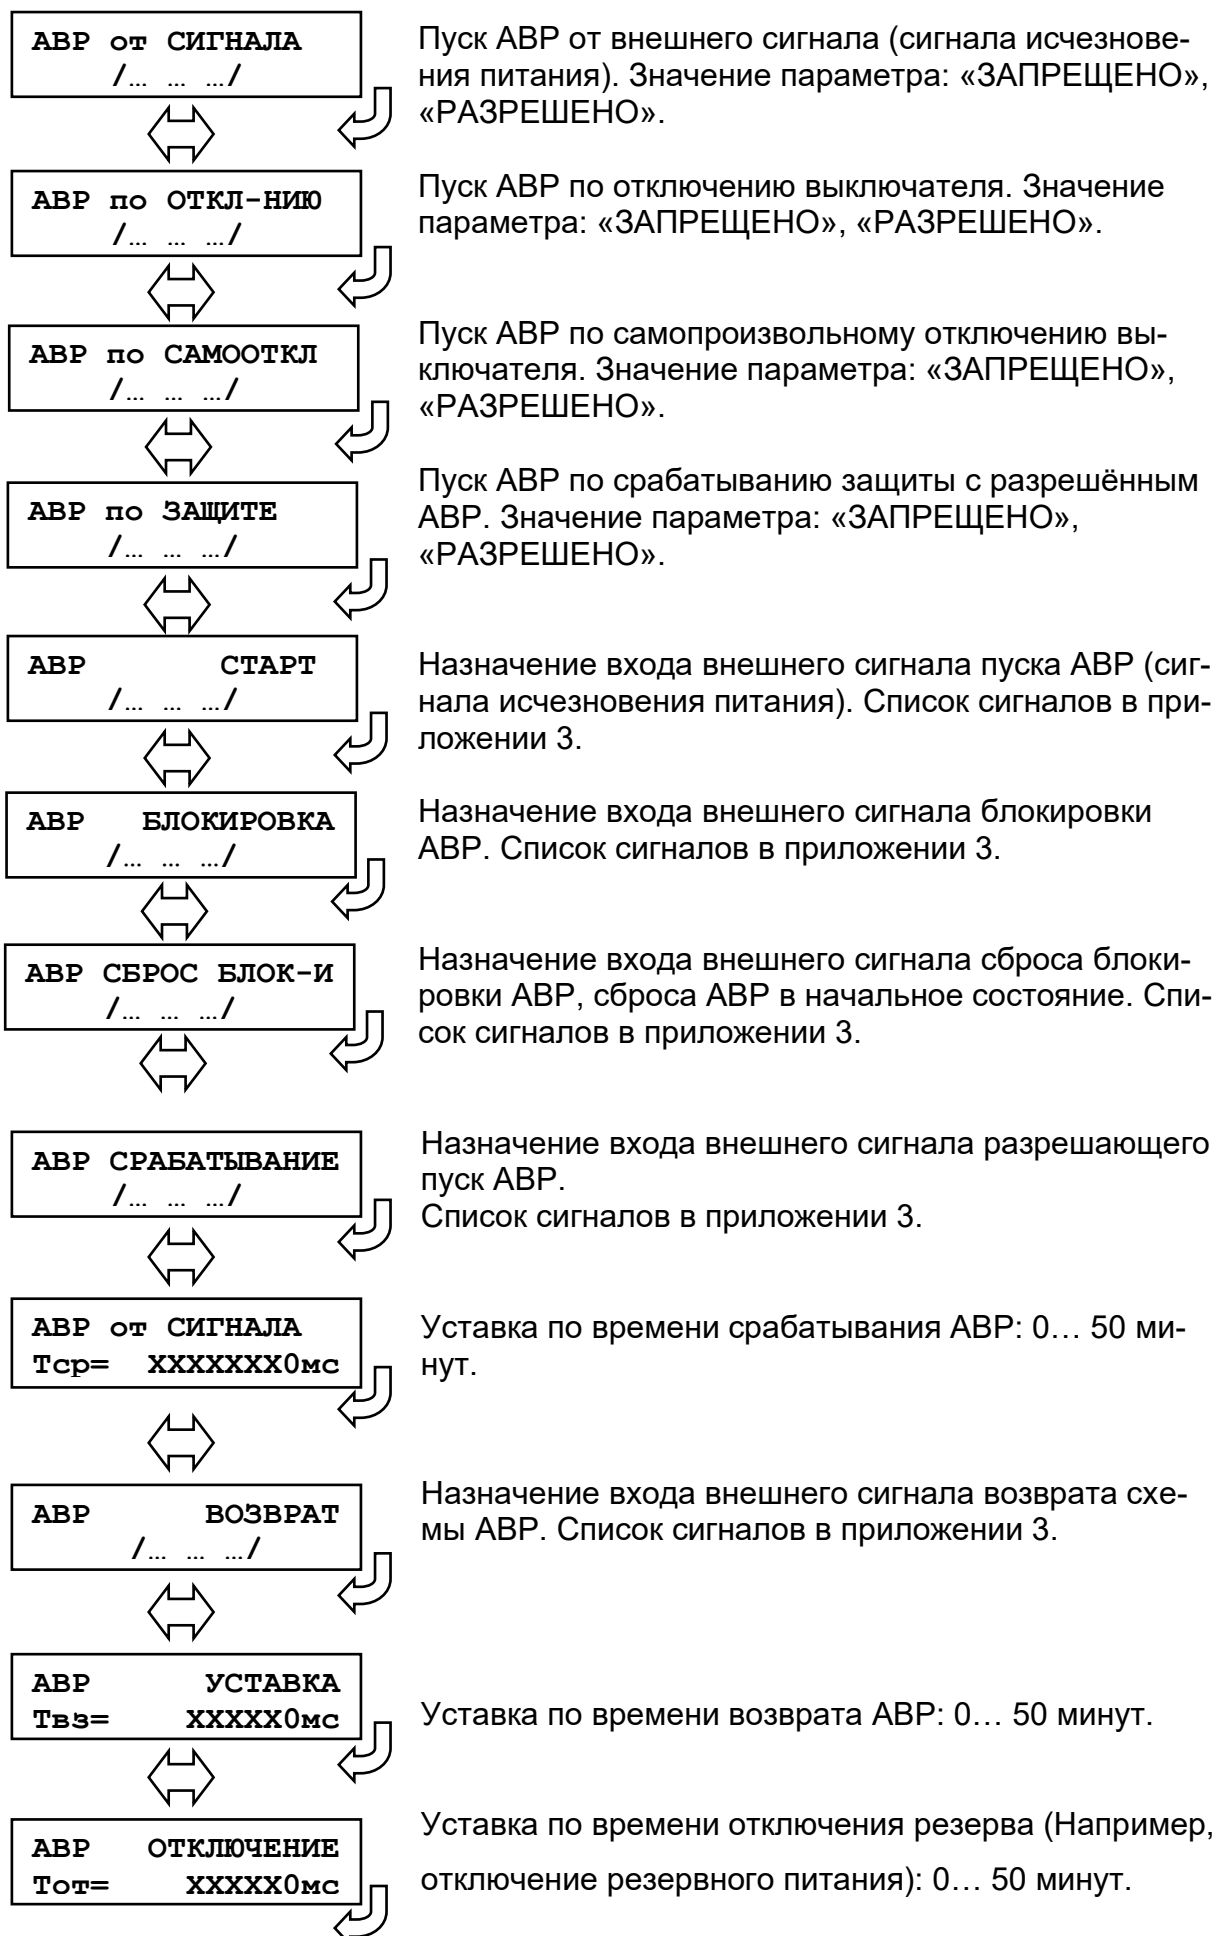 АВР от СИГНАЛА
/… … …/
Пуск АВР от внешнего сигнала (сигнала исчезнове-
ния питания). Значение параметра: «ЗАПРЕЩЕНО»,
«РАЗРЕШЕНО».
АВР по ОТКЛ-НИЮ
/… … …/
Пуск АВР по отключению выключателя. Значение
параметра: «ЗАПРЕЩЕНО», «РАЗРЕШЕНО».
АВР по САМООТКЛ
/… … …/
Пуск АВР по самопроизвольному отключению вы-
ключателя. Значение параметра: «ЗАПРЕЩЕНО»,
«РАЗРЕШЕНО».
АВР по ЗАЩИТЕ
/… … …/
Пуск АВР по срабатыванию защиты с разрешённым
АВР. Значение параметра: «ЗАПРЕЩЕНО»,
«РАЗРЕШЕНО».
АВР СТАРТ
/… … …/
Назначение входа внешнего сигнала пуска АВР (сиг-
нала исчезновения питания). Список сигналов в при-
ложении 3.
АВР БЛОКИРОВКА
/… … …/
Назначение входа внешнего сигнала блокировки
АВР. Список сигналов в приложении 3.
АВР СБРОС БЛОК-И
/… … …/
Назначение входа внешнего сигнала сброса блоки-
ровки АВР, сброса АВР в начальное состояние. Спи-
сок сигналов в приложении 3.
АВР СРАБАТЫВАНИЕ
/… … …/
Назначение входа внешнего сигнала разрешающего
пуск АВР.
Список сигналов в приложении 3.
АВР от СИГНАЛА
Тср= ХХХХХХХ0мс
Уставка по времени срабатывания АВР: 0… 50 ми-
нут.
АВР ВОЗВРАТ
/… … …/
Назначение входа внешнего сигнала возврата схе-
мы АВР. Список сигналов в приложении 3.
АВР УСТАВКА
Твз= ХХХХХ0мс
Уставка по времени возврата АВР: 0… 50 минут.
АВР ОТКЛЮЧЕНИЕ
Тот= ХХХХХ0мс
Уставка по времени отключения резерва (Например,
отключение резервного питания): 0… 50 минут.